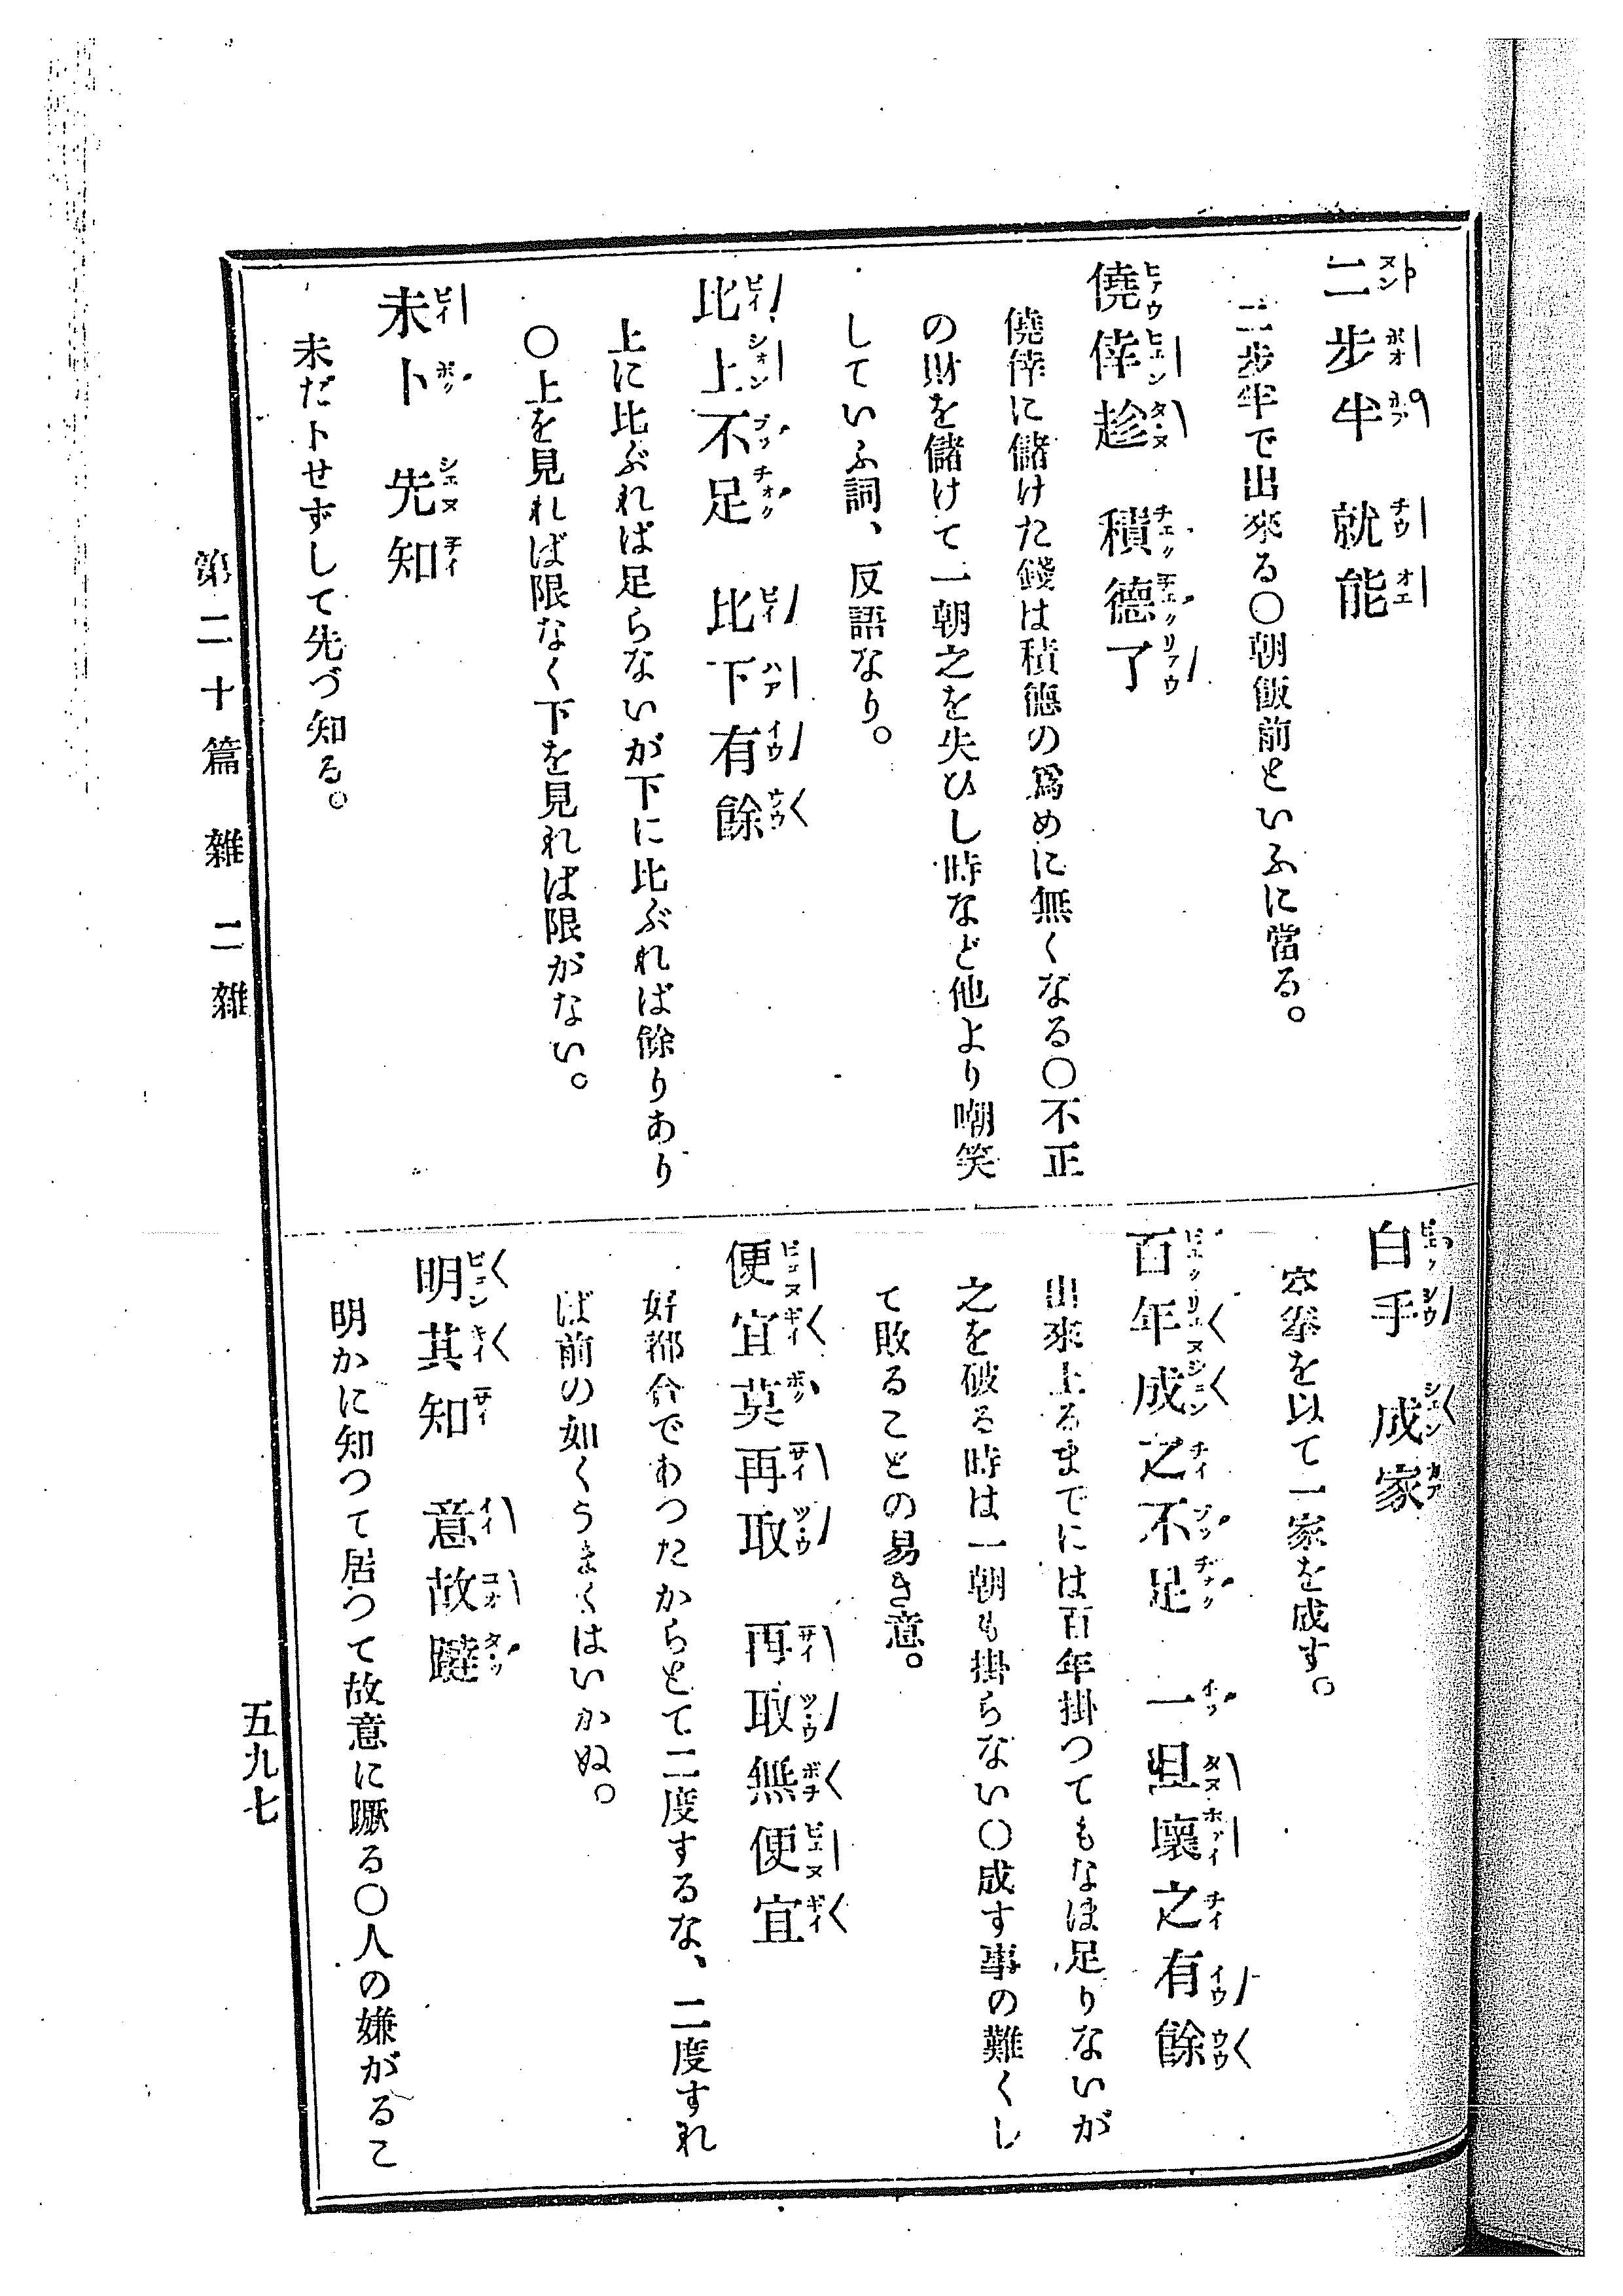 二步半 就能
二步半で出來る〇朝飯前といふに當る。
僥倖趁 積德了
僥倖に儲けた錢は積德の爲めに無くなる〇不正
の財を儲けて一朝之を失ひし時など他より嘲笑
していふ詞、反語なり。
比上不足 比下有餘
上に比ぶれば足らないが下に比ぶれば餘りあり
〇上を見れば限なく下を見れば限がない。
未卜先知
未だ卜せずして先づ知る。
白手 成家
空拳を以て一家を成す。
百年成之不足 一旦壞之有餘
出來上るまでには百年掛つてもなほ足りないが
之を破る時は一朝も掛らない〇成す事の難くし
て敗ることの易き意。
便宜莫再取 再取無便宜
好都合であつたからとて二度するな、二度すれ
ば前の如くうまくはいかぬ。
明其知 意故躂
明かに知つて居つて故意に蹶る〇人の嫌がるこ
第二十篇 雜 二 雜
五九七